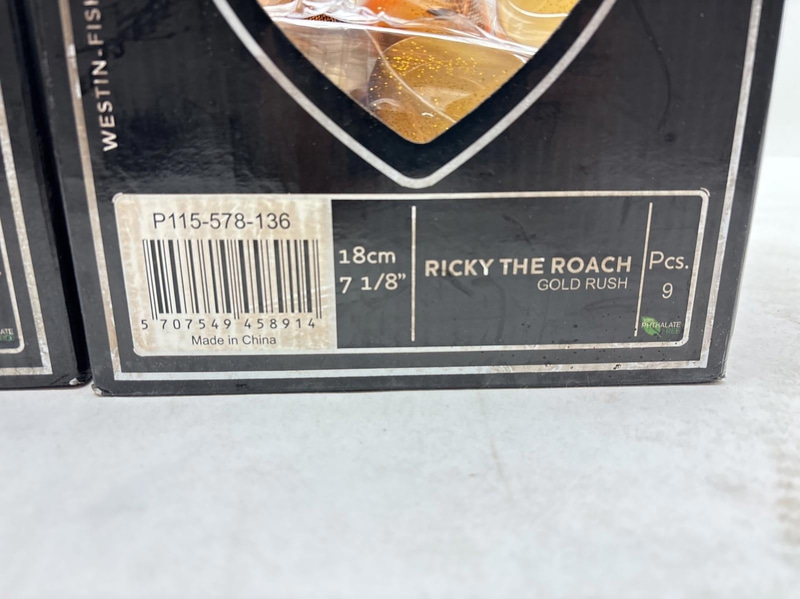 WESTIN-FISH
P115-578-136
5 707549 458914
Made in China
18cm
7 1/8”
RICKY THE ROACH
GOLD RUSH
Pcs.
9
PHTHALATE